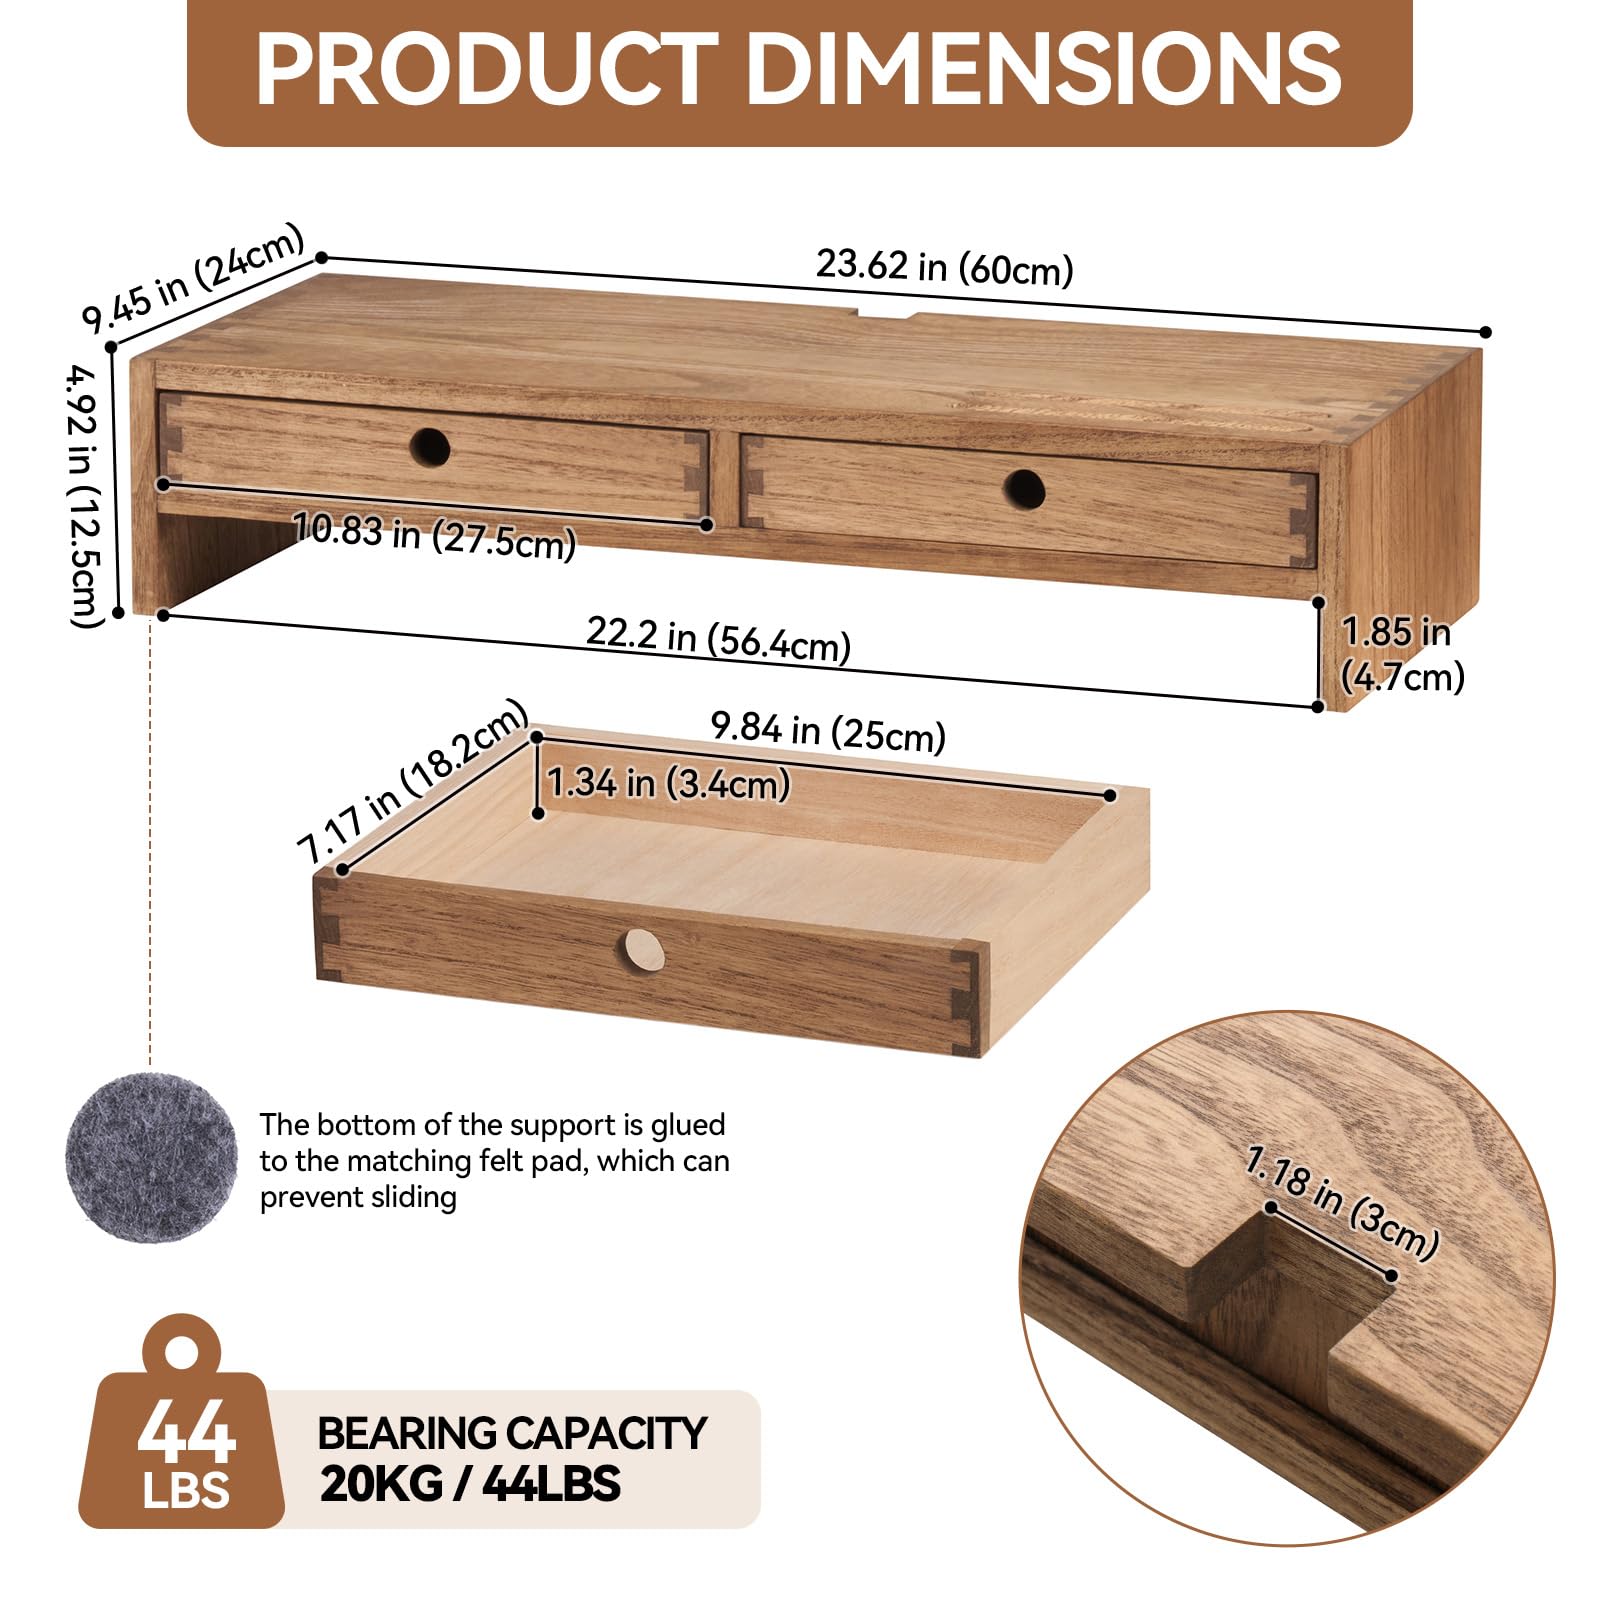 PRODUCT DIMENSIONS
9.45 in (24cm)
23.62 in (60cm)
4.92 in (12.5cm)
10.83 in (27.5cm)
22.2 in (56.4cm)
1.85 in
(4.7cm)
7.17 in (18.2cm)
9.84 in (25cm)
1.34 in (3.4cm)
The bottom of the support is glued
to the matching felt pad, which can
prevent sliding
1.18 in (3cm)
44
LBS
BEARING CAPACITY
20KG / 44LBS